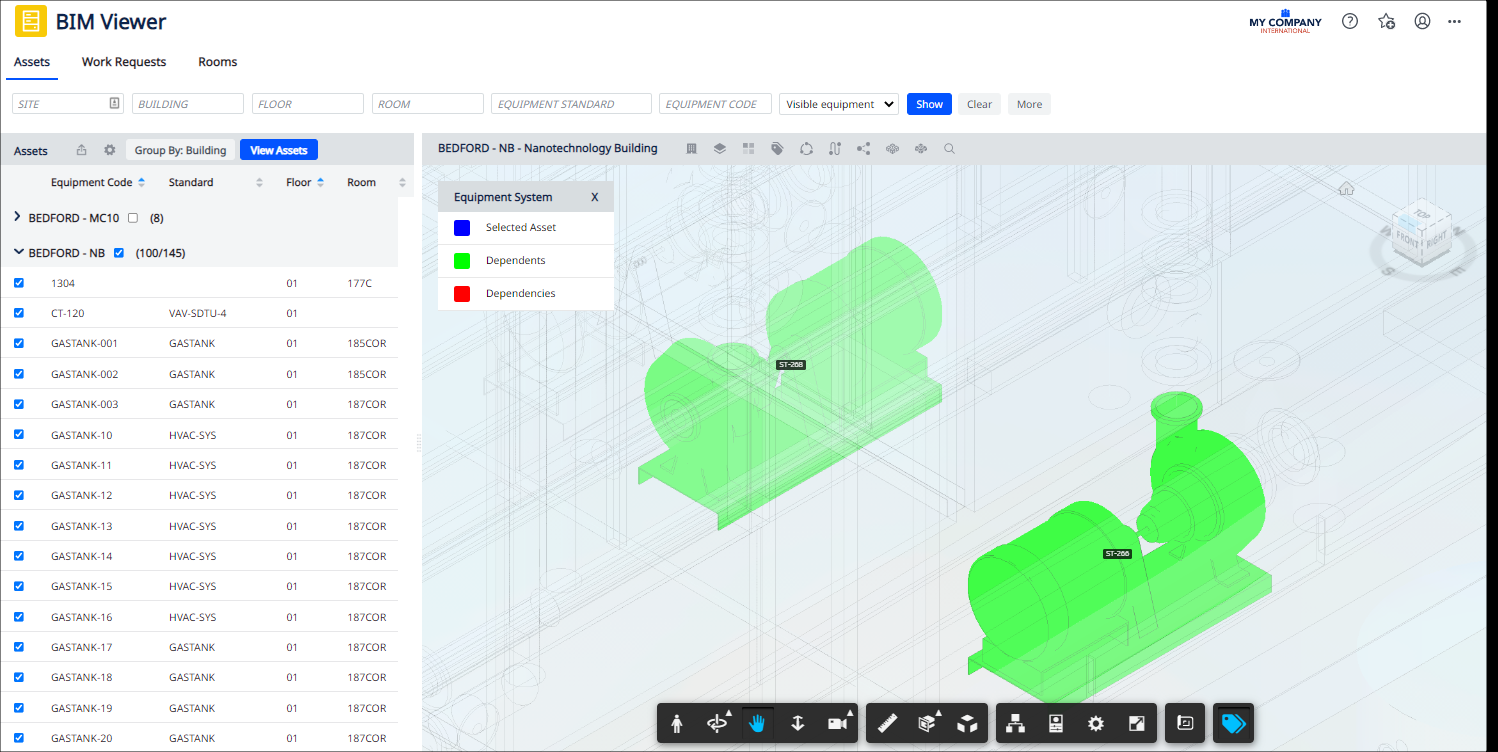 BIM Viewer
MY COMPANY
INTERNATIONAL
Assets Work Requests Rooms
SITE BUILDING FLOOR ROOM EQUIPMENT STANDARD EQUIPMENT CODE Visible equipment Show Clear More
Assets Group By: Building View Assets
Equipment Code Standard Floor Room
BEDFORD - MC10 (8)
BEDFORD - NB (100/145)
1304 01 177C
CT-120 VAV-SDTU-4 01
GASTANK-001 GASTANK 01 185COR
GASTANK-002 GASTANK 01 185COR
GASTANK-003 GASTANK 01 187COR
GASTANK-10 HVAC-SYS 01 187COR
GASTANK-11 HVAC-SYS 01 187COR
GASTANK-12 HVAC-SYS 01 187COR
GASTANK-13 HVAC-SYS 01 187COR
GASTANK-14 HVAC-SYS 01 187COR
GASTANK-15 HVAC-SYS 01 187COR
GASTANK-16 HVAC-SYS 01 187COR
GASTANK-17 GASTANK 01 187COR
GASTANK-18 GASTANK 01 187COR
GASTANK-19 GASTANK 01 187COR
GASTANK-20 GASTANK 01 187COR
BEDFORD - NB - Nanotechnology Building
Equipment System X
Selected Asset
Dependents
Dependencies
ST-268
ST-266
TOP
FRONT RIGHT
N
S E